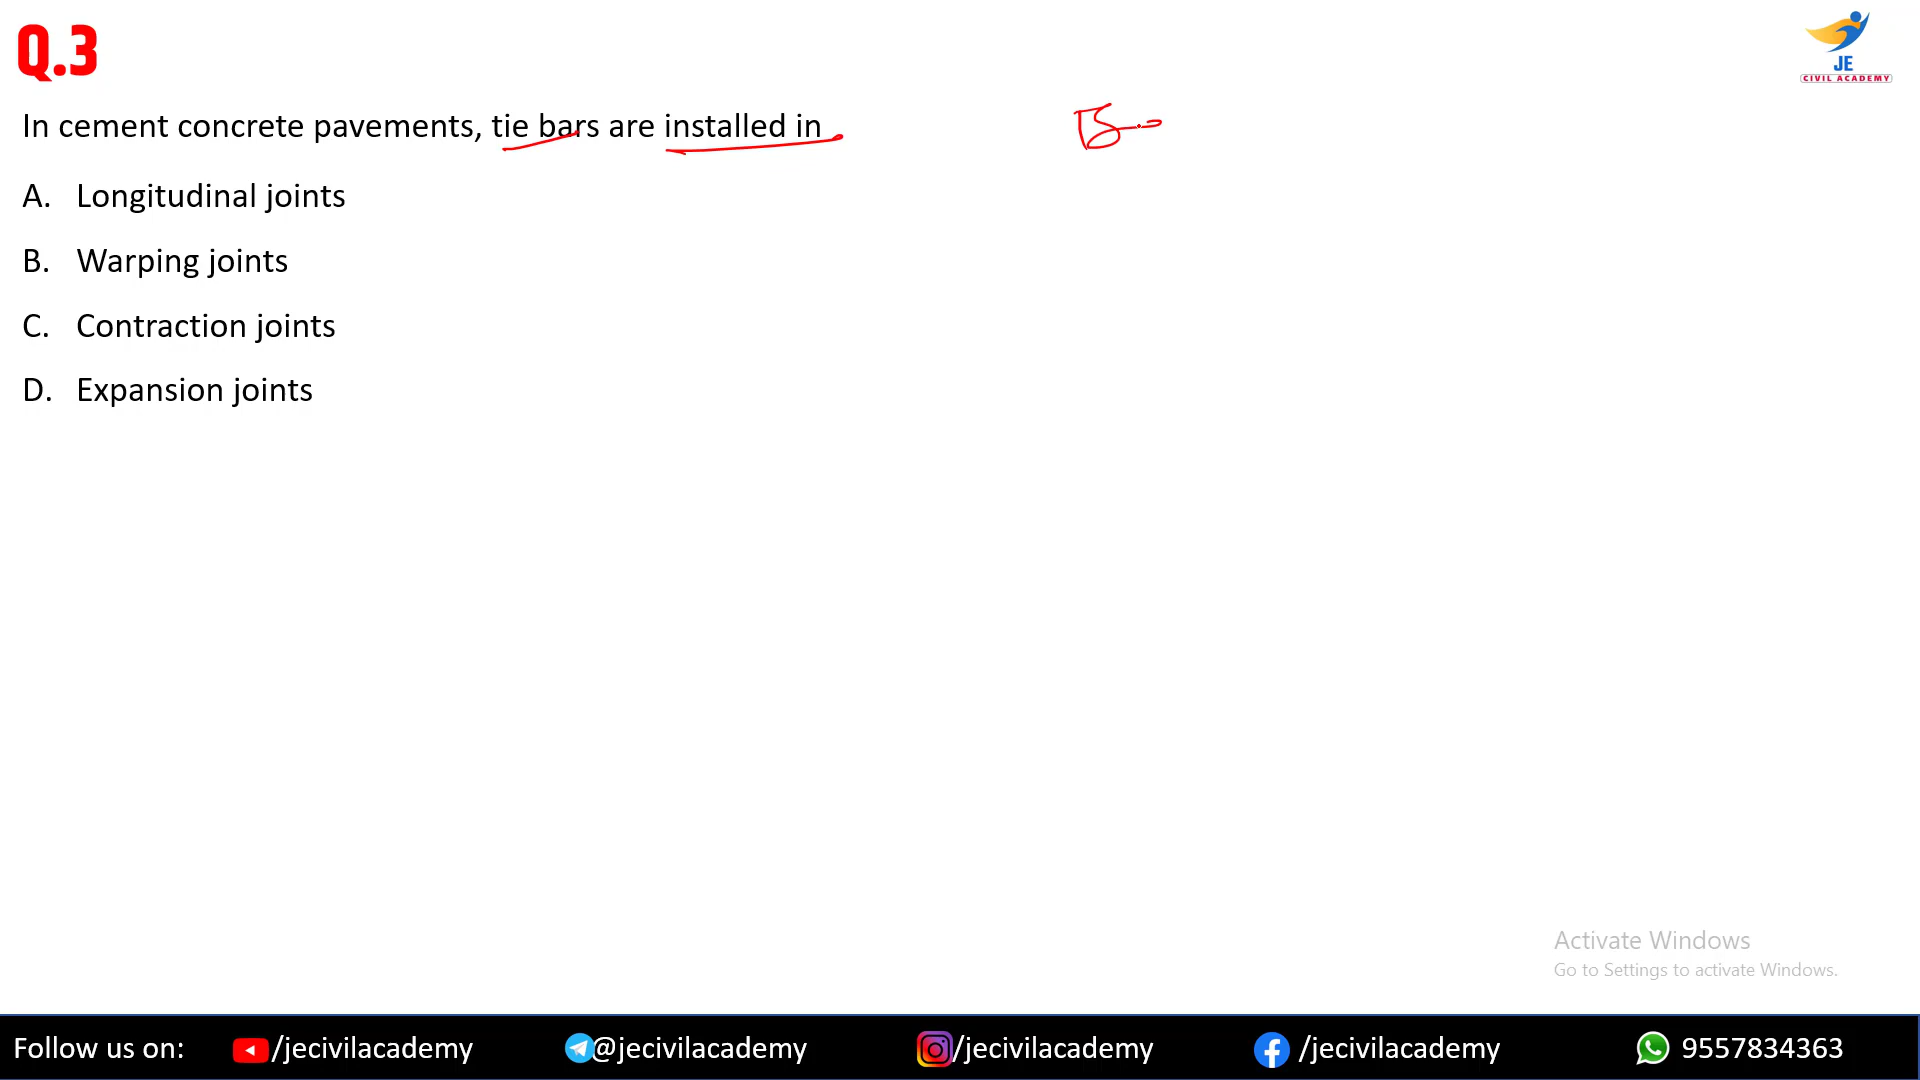 Q.3
JE
CIVIL ACADEMY
In cement concrete pavements, tie bars are installed in
A. Longitudinal joints
B. Warping joints
C. Contraction joints
D. Expansion joints
Activate Windows
Go to Settings to activate Windows.
Follow us on: /jecivilacademy @jecivilacademy /jecivilacademy /jecivilacademy 9557834363